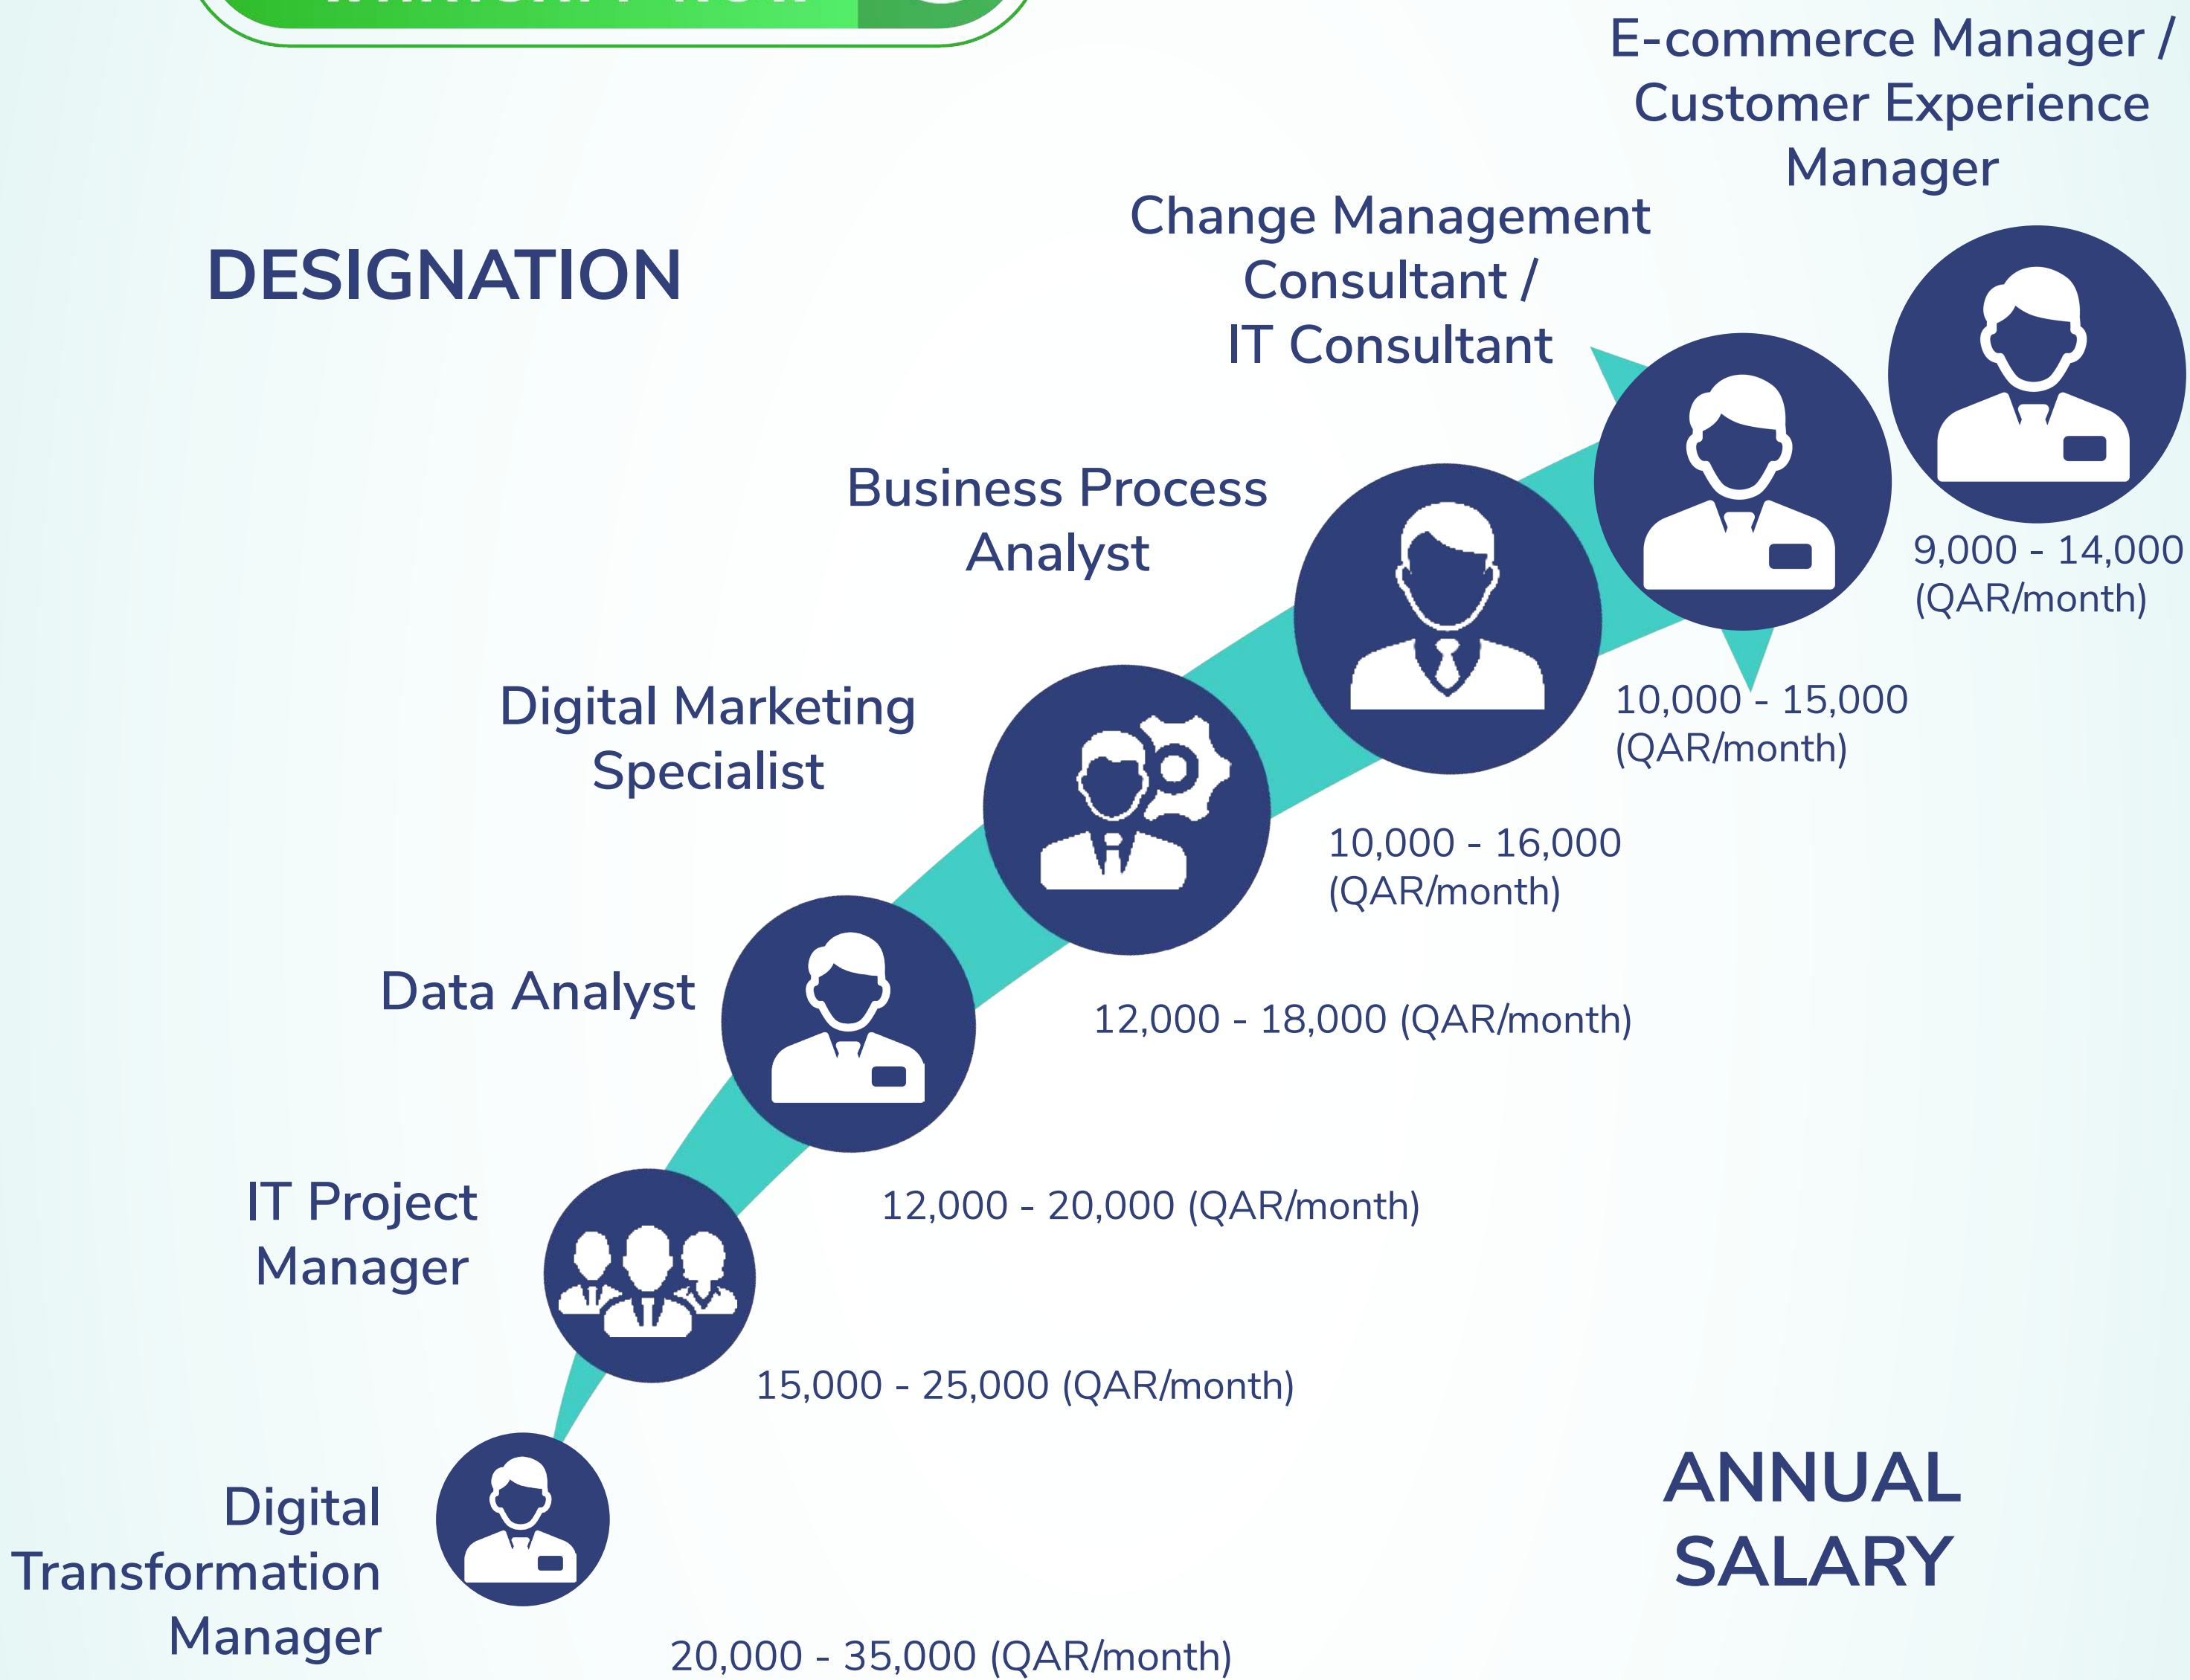 E-commerce Manager /
Customer Experience
Manager
Change Management
Consultant /
IT Consultant
DESIGNATION
Business Process
Analyst
9,000 - 14,000
(QAR/month)
Digital Marketing
Specialist
10,000 - 15,000
(QAR/month)
10,000 - 16,000
(QAR/month)
Data Analyst
12,000 - 18,000 (QAR/month)
IT Project
Manager
12,000 - 20,000 (QAR/month)
15,000 - 25,000 (QAR/month)
ANNUAL
SALARY
Digital
Transformation
Manager
20,000 - 35,000 (QAR/month)